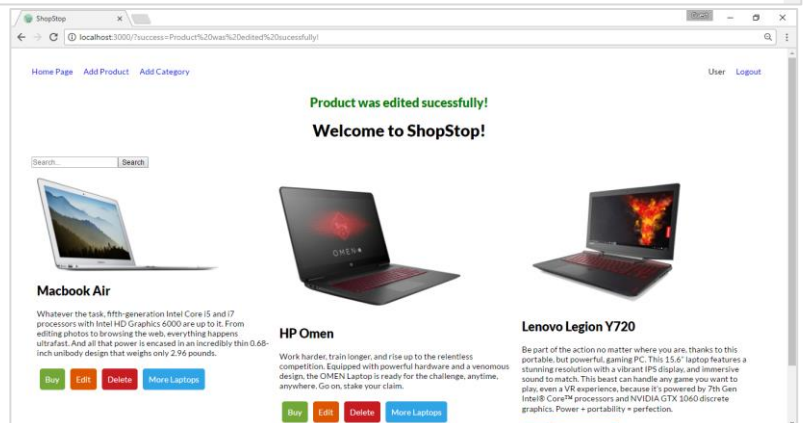 ShopStop
localhost:3000/?success=Product%20was%20edited%20sucessfully!
Home Page Add Product Add Category
User Logout
Product was edited sucessfully!
Welcome to ShopStop!
Search... Search
OMEN
Macbook Air
Whatever the task, fifth-generation Intel Core i5 and i7
processors with Intel HD Graphics 6000 are up to it. From
editing photos to browsing the web, everything happens
ultrafast. And all that power is encased in an incredibly thin 0.68-
inch unibody design that weighs only 2.96 pounds.
Buy Edit Delete More Laptops
HP Omen
Work harder, train longer, and rise up to the relentless
competition. Equipped with powerful hardware and a venomous
design, the OMEN Laptop is ready for the challenge, anytime,
anywhere. Go on, stake your claim.
Buy Edit Delete More Laptops
Lenovo Legion Y720
Be part of the action no matter where you are, thanks to this
portable, but powerful, gaming PC. This 15.6" laptop features a
stunning resolution with a vibrant IPS display, and immersive
sound to match. This beast can handle any game you want to
play, even a VR experience, because it's powered by 7th Gen
Intel® Core™ processors and NVIDIA GTX 1060 discrete
graphics. Power + portability = perfection.